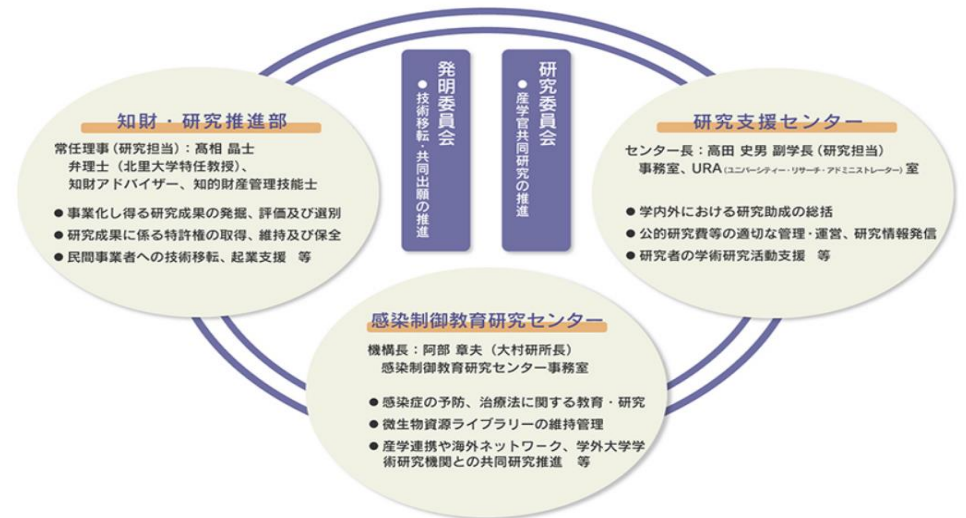 発明委員会
●技術移転・共同出願の推進
研究委員会
●産学官共同研究の推進
知財・研究推進部
常任理事(研究担当):髙相 晶士
弁理士(北里大学特任教授)、
知財アドバイザー、知的財産管理技能士
●事業化し得る研究成果の発掘、評価及び選別
●研究成果に係る特許権の取得、維持及び保全
●民間事業者への技術移転、起業支援 等
研究支援センター
センター長:高田 史男 副学長(研究担当)
事務室、URA(ユニバーシティー・リサーチ・アドミニストレーター)室
●学内外における研究助成の総括
●公的研究費等の適切な管理・運営、研究情報発信
●研究者の学術研究活動支援 等
感染制御教育研究センター
機構長:阿部 章夫(大村研所長)
感染制御教育研究センター事務室
●感染症の予防、治療法に関する教育・研究
●微生物資源ライブラリーの維持管理
●産学連携や海外ネットワーク、学外大学学
術研究機関との共同研究推進 等